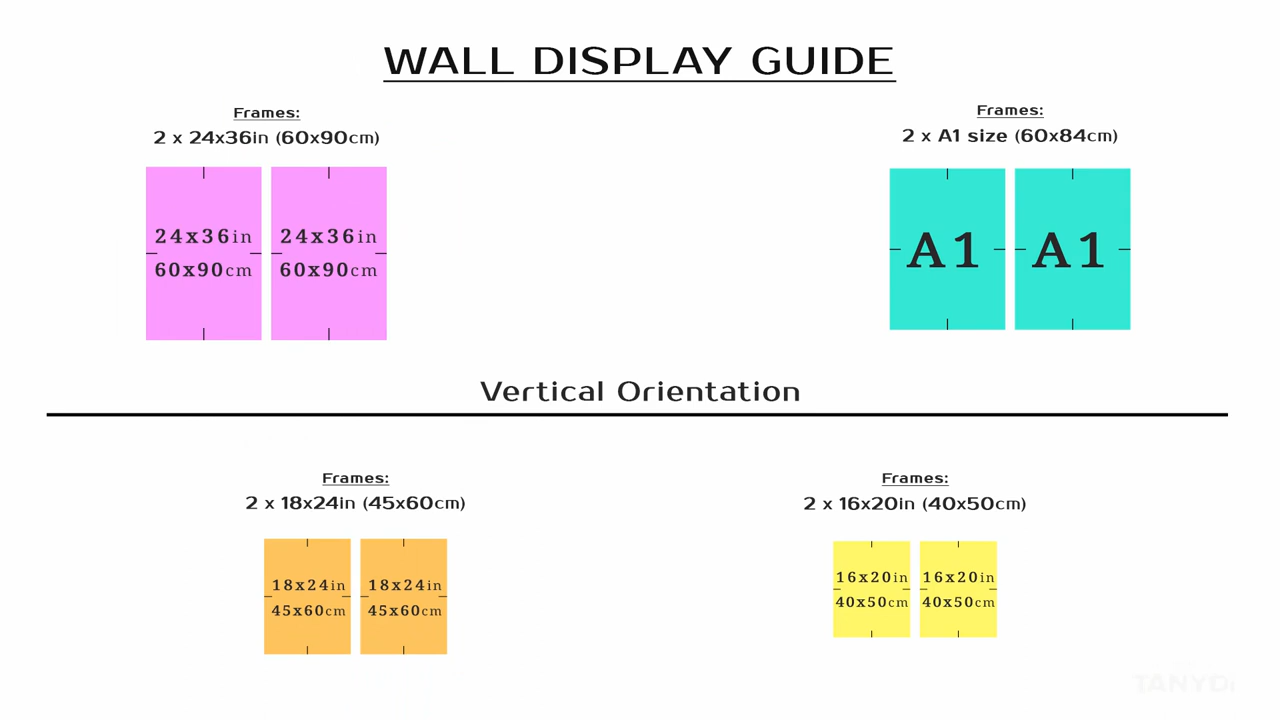 WALL DISPLAY GUIDE
Frames:
2 x 24x36in (60x90cm)
24x36in
60x90cm
24x36in
60x90cm
Frames:
2 x A1 size (60x84cm)
A1
A1
Vertical Orientation
Frames:
2 x 18x24in (45x60cm)
18x24in
45x60cm
18x24in
45x60cm
Frames:
2 x 16x20in (40x50cm)
16x20in
40x50cm
16x20in
40x50cm